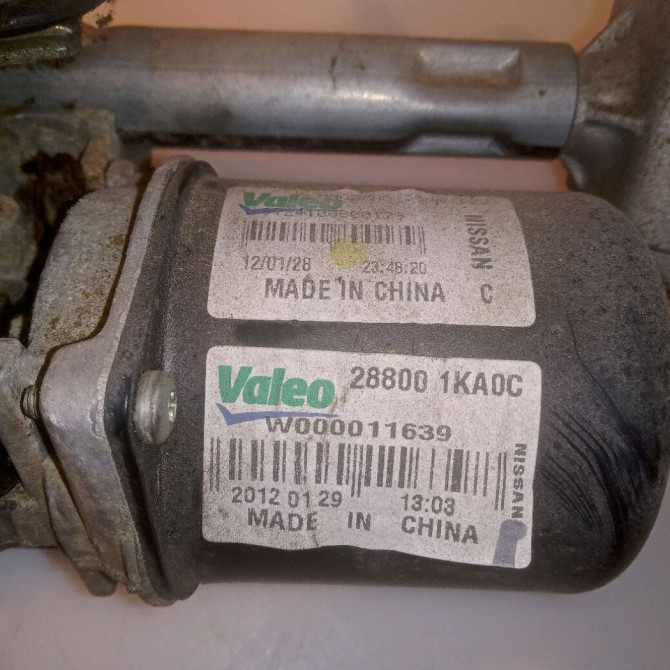 Valeo
12/01/28 23:48:20
MADE IN CHINA C
NISSAN
Valeo 28800 1KA0C
W000011639
2012 01 29 13:03
MADE IN CHINA
NISSAN